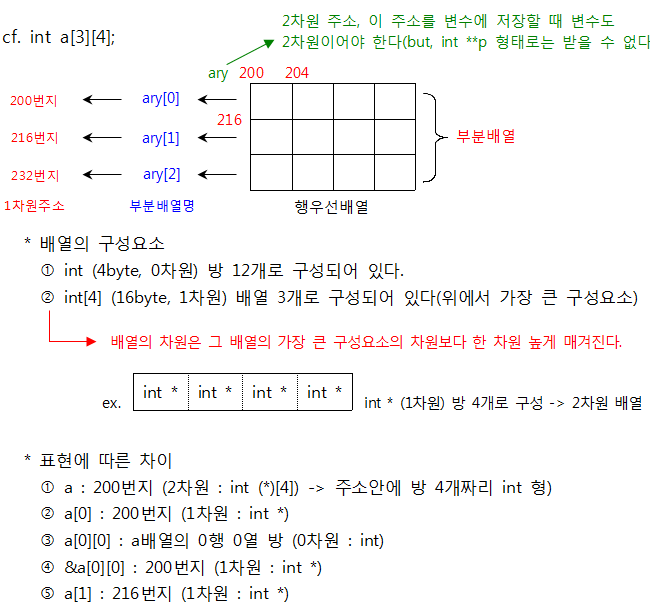 2차원 주소, 이 주소를 변수에 저장할 때 변수도
cf. int a[3][4];
2차원이어야 한다(but, int **p 형태로는 받을 수 없다
ary 200 204
200번지 ary[0]
216
216번지 ary[1] 부분배열
232번지 ary[2]
1차원주소 부분배열명 행우선배열
* 배열의 구성요소
① int (4byte, 0차원) 방 12개로 구성되어 있다.
② int[4] (16byte, 1차원) 배열 3개로 구성되어 있다(위에서 가장 큰 구성요소)
배열의 차원은 그 배열의 가장 큰 구성요소의 차원보다 한 차원 높게 매겨진다.
ex. int * int * int * int * int * (1차원) 방 4개로 구성 -> 2차원 배열
* 표현에 따른 차이
① a : 200번지 (2차원 : int (*)[4]) -> 주소안에 방 4개짜리 int 형)
② a[0] : 200번지 (1차원 : int *)
③ a[0][0] : a배열의 0행 0열 방 (0차원 : int)
④ &a[0][0] : 200번지 (1차원 : int *)
⑤ a[1] : 216번지 (1차원 : int *)